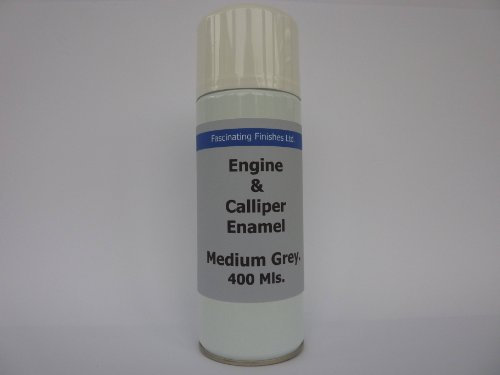 Fascinating Finishes Ltd
Engine
&
Calliper
Enamel
Medium Grey.
400 Mls.